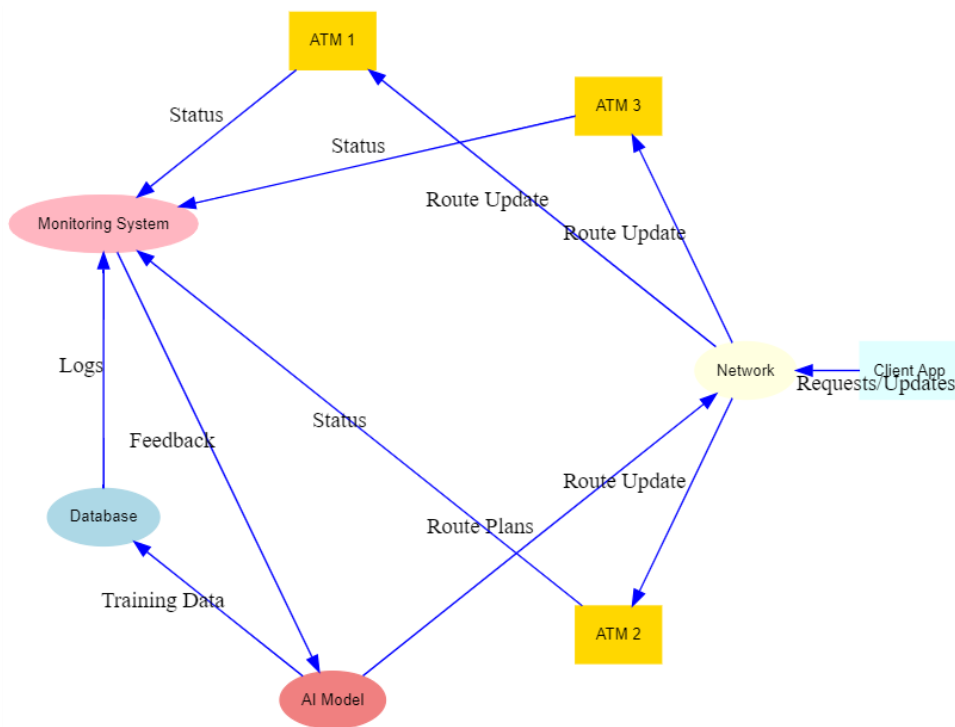 ATM 1
ATM 3
Status
Status
Route Update
Monitoring System
Route Update
Logs
Network
Client App
Requests/Updates
Status
Feedback
Route Update
Database
Route Plans
Training Data
ATM 2
AI Model